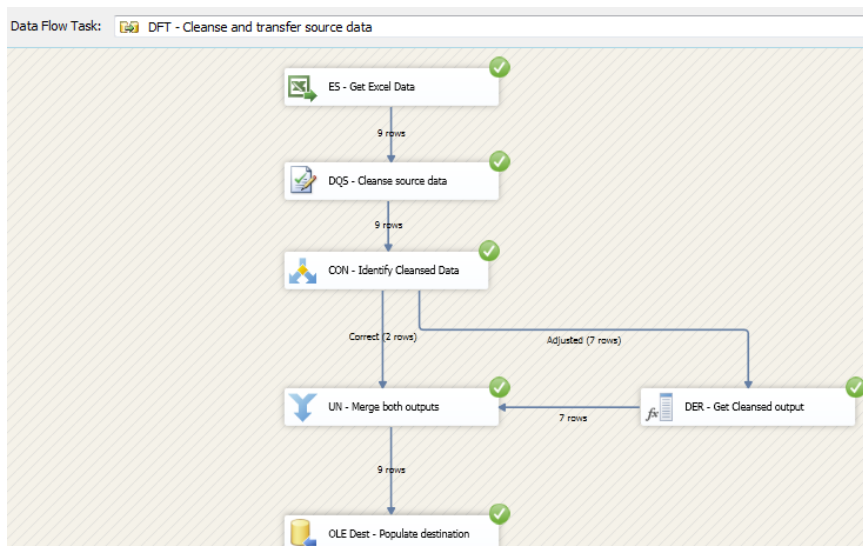 Data Flow Task: DFT - Cleanse and transfer source data
ES - Get Excel Data
9 rows
DQS - Cleanse source data
9 rows
CON - Identify Cleansed Data
Correct (2 rows)
Adjusted (7 rows)
UN - Merge both outputs
7 rows
fx DER - Get Cleansed output
9 rows
OLE Dest - Populate destination